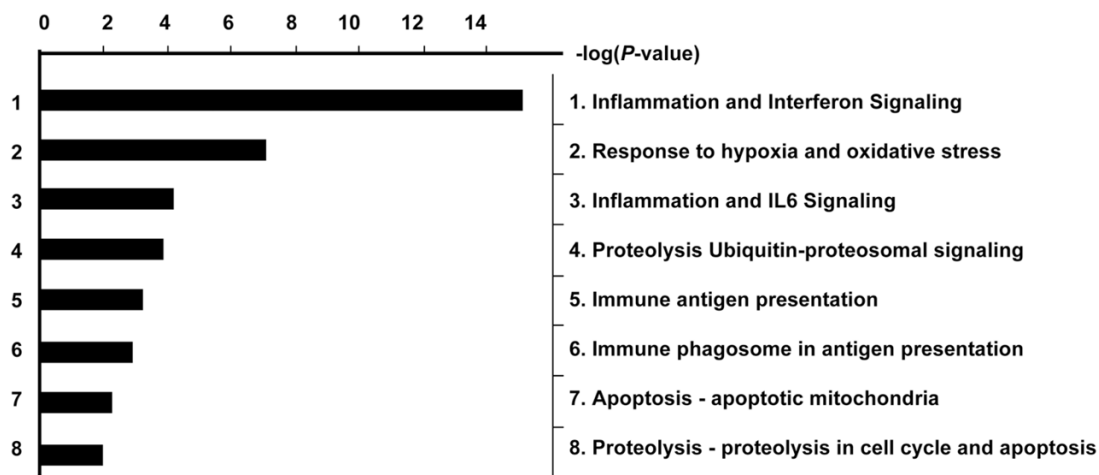 0 2 4 6 8 10 12 14
-log(P-value)
1 1. Inflammation and Interferon Signaling
2 2. Response to hypoxia and oxidative stress
3 3. Inflammation and IL6 Signaling
4 4. Proteolysis Ubiquitin-proteosomal signaling
5 5. Immune antigen presentation
6 6. Immune phagosome in antigen presentation
7 7. Apoptosis - apoptotic mitochondria
8 8. Proteolysis - proteolysis in cell cycle and apoptosis